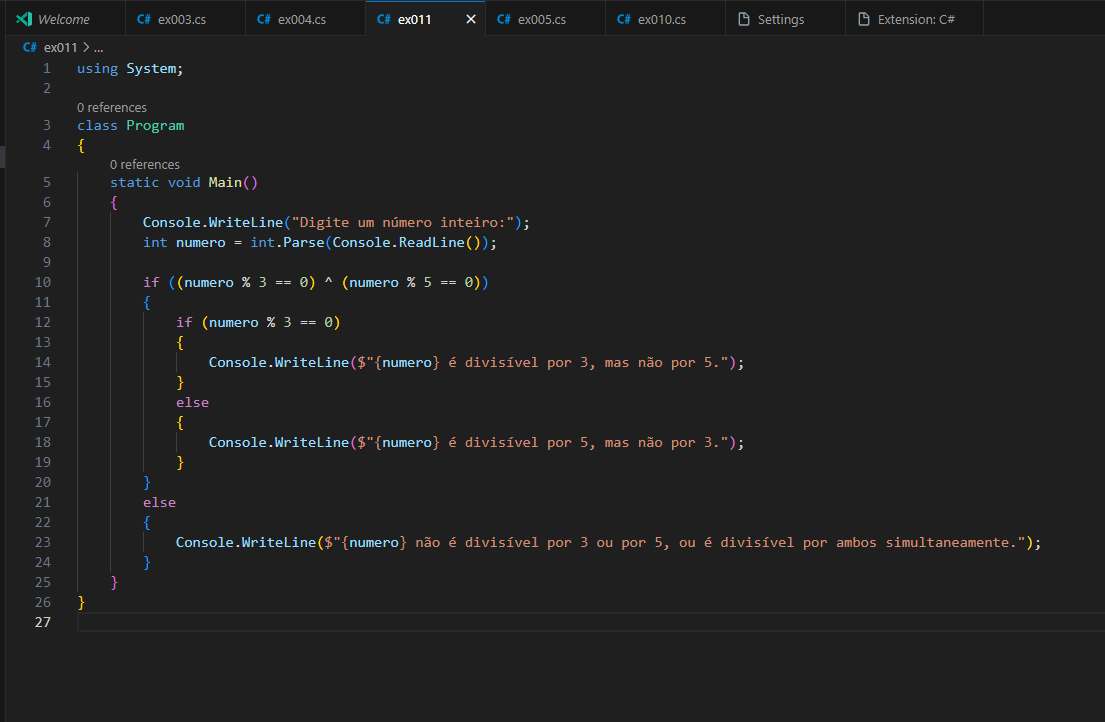 Welcome C# ex003.cs C# ex004.cs C# ex011 × C# ex005.cs C# ex010.cs Settings Extension: C#
C# ex011 > ...
1 using System;
2
0 references
3 class Program
4 {
0 references
5 static void Main()
6 {
7 Console.WriteLine("Digite um número inteiro:");
8 int numero = int.Parse(Console.ReadLine());
9
10 if ((numero % 3 == 0) ^ (numero % 5 == 0))
11 {
12 if (numero % 3 == 0)
13 {
14 Console.WriteLine($"{numero} é divisível por 3, mas não por 5.");
15 }
16 else
17 {
18 Console.WriteLine($"{numero} é divisível por 5, mas não por 3.");
19 }
20 }
21 else
22 {
23 Console.WriteLine($"{numero} não é divisível por 3 ou por 5, ou é divisível por ambos simultaneamente.");
24 }
25 }
26 }
27